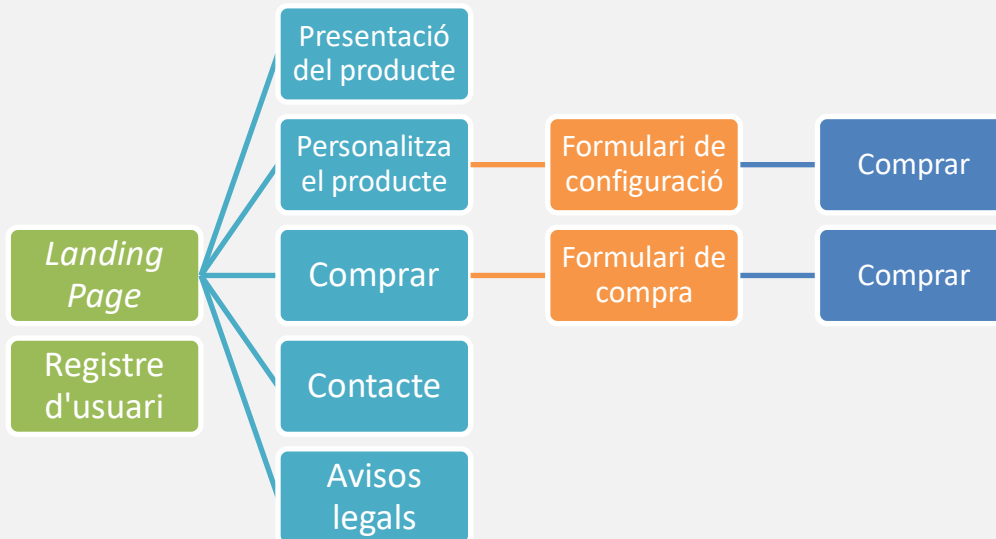 Presentació
del producte
Personalitza
el producte
Formulari de
configuració
Comprar
Landing
Page
Comprar
Formulari de
compra
Comprar
Registre
d'usuari
Contacte
Avisos
legals